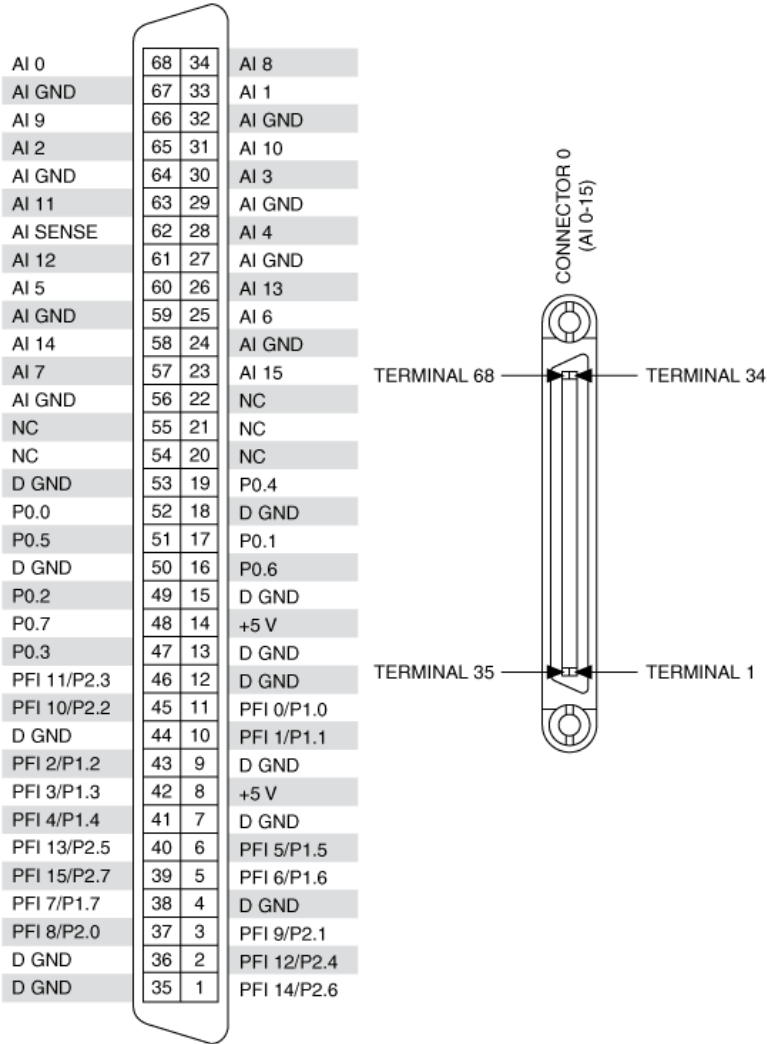 AI 0 68 34 AI 8
AI GND 67 33 AI 1
AI 9 66 32 AI GND
AI 2 65 31 AI 10
AI GND 64 30 AI 3
AI 11 63 29 AI GND
AI SENSE 62 28 AI 4
AI 12 61 27 AI GND
AI 5 60 26 AI 13
AI GND 59 25 AI 6
AI 14 58 24 AI GND
AI 7 57 23 AI 15
AI GND 56 22 NC
NC 55 21 NC
NC 54 20 NC
D GND 53 19 P0.4
P0.0 52 18 D GND
P0.5 51 17 P0.1
D GND 50 16 P0.6
P0.2 49 15 D GND
P0.7 48 14 +5 V
P0.3 47 13 D GND
PFI 11/P2.3 46 12 D GND
PFI 10/P2.2 45 11 PFI 0/P1.0
D GND 44 10 PFI 1/P1.1
PFI 2/P1.2 43 9 D GND
PFI 3/P1.3 42 8 +5 V
PFI 4/P1.4 41 7 D GND
PFI 13/P2.5 40 6 PFI 5/P1.5
PFI 15/P2.7 39 5 PFI 6/P1.6
PFI 7/P1.7 38 4 D GND
PFI 8/P2.0 37 3 PFI 9/P2.1
D GND 36 2 PFI 12/P2.4
D GND 35 1 PFI 14/P2.6
CONNECTOR 0
(AI 0-15)
TERMINAL 68 TERMINAL 34
TERMINAL 35 TERMINAL 1